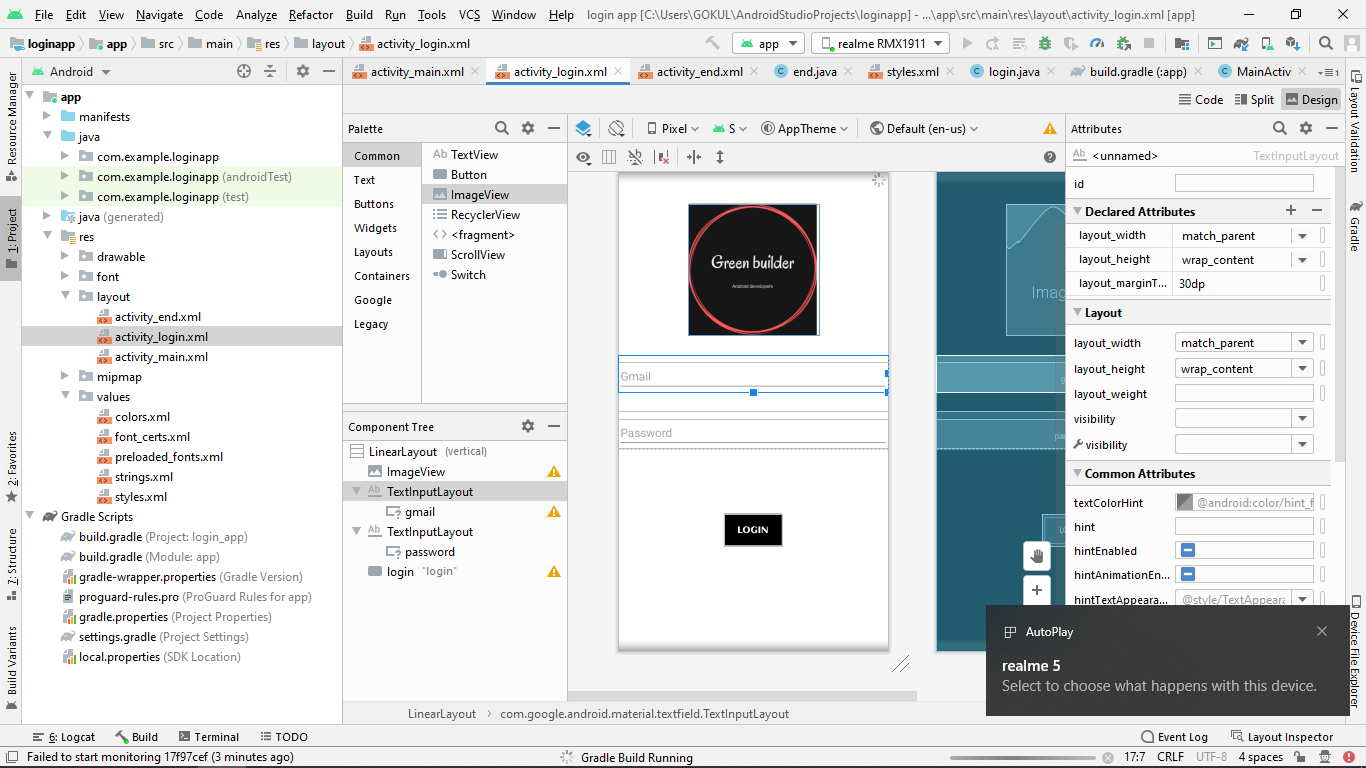 File Edit View Navigate Code Analyze Refactor Build Run Tools VCS Window Help login app [C:\Users\GOKUL\AndroidStudioProjects\loginapp] - ...\app\src\main\res\layout\activity_login.xml [app]
loginapp app src main res layout activity_login.xml app realme RMX1911
Android
activity_main.xml activity_login.xml activity_end.xml end.java styles.xml login.java build.gradle (:app) MainActiv
Code Split Design
Resource Manager
1: Project
2: Favorites
7: Structure
Build Variants
app
manifests
java
com.example.loginapp
com.example.loginapp (androidTest)
com.example.loginapp (test)
java (generated)
res
drawable
font
layout
activity_end.xml
activity_login.xml
activity_main.xml
mipmap
values
colors.xml
font_certs.xml
preloaded_fonts.xml
strings.xml
styles.xml
Gradle Scripts
build.gradle (Project: login_app)
build.gradle (Module: app)
gradle-wrapper.properties (Gradle Version)
proguard-rules.pro (ProGuard Rules for app)
gradle.properties (Project Properties)
settings.gradle (Project Settings)
local.properties (SDK Location)
Palette
Common
Text
Buttons
Widgets
Layouts
Containers
Google
Legacy
Ab TextView
Button
ImageView
RecyclerView
<fragment>
ScrollView
Switch
Component Tree
LinearLayout (vertical)
ImageView
Ab TextInputLayout
gmail
Ab TextInputLayout
password
login "login"
Pixel S AppTheme Default (en-us)
Green builder
Android developers
Gmail
Password
LOGIN
Imag
Attributes
Ab <unnamed> TextInputLayout
id
Declared Attributes
layout_width match_parent
layout_height wrap_content
layout_marginT... 30dp
Layout
layout_width match_parent
layout_height wrap_content
layout_weight
visibility
visibility
Common Attributes
textColorHint @android:color/hint_f
hint
hintEnabled
hintAnimationEn...
hintTextAppeara... @style/TextAppeara
Layout Validation
Gradle
Device File Explorer
AutoPlay
realme 5
Select to choose what happens with this device.
LinearLayout com.google.android.material.textfield.TextInputLayout
6: Logcat Build Terminal TODO Event Log Layout Inspector
Failed to start monitoring 17f97cef (3 minutes ago) Gradle Build Running 17:7 CRLF UTF-8 4 spaces